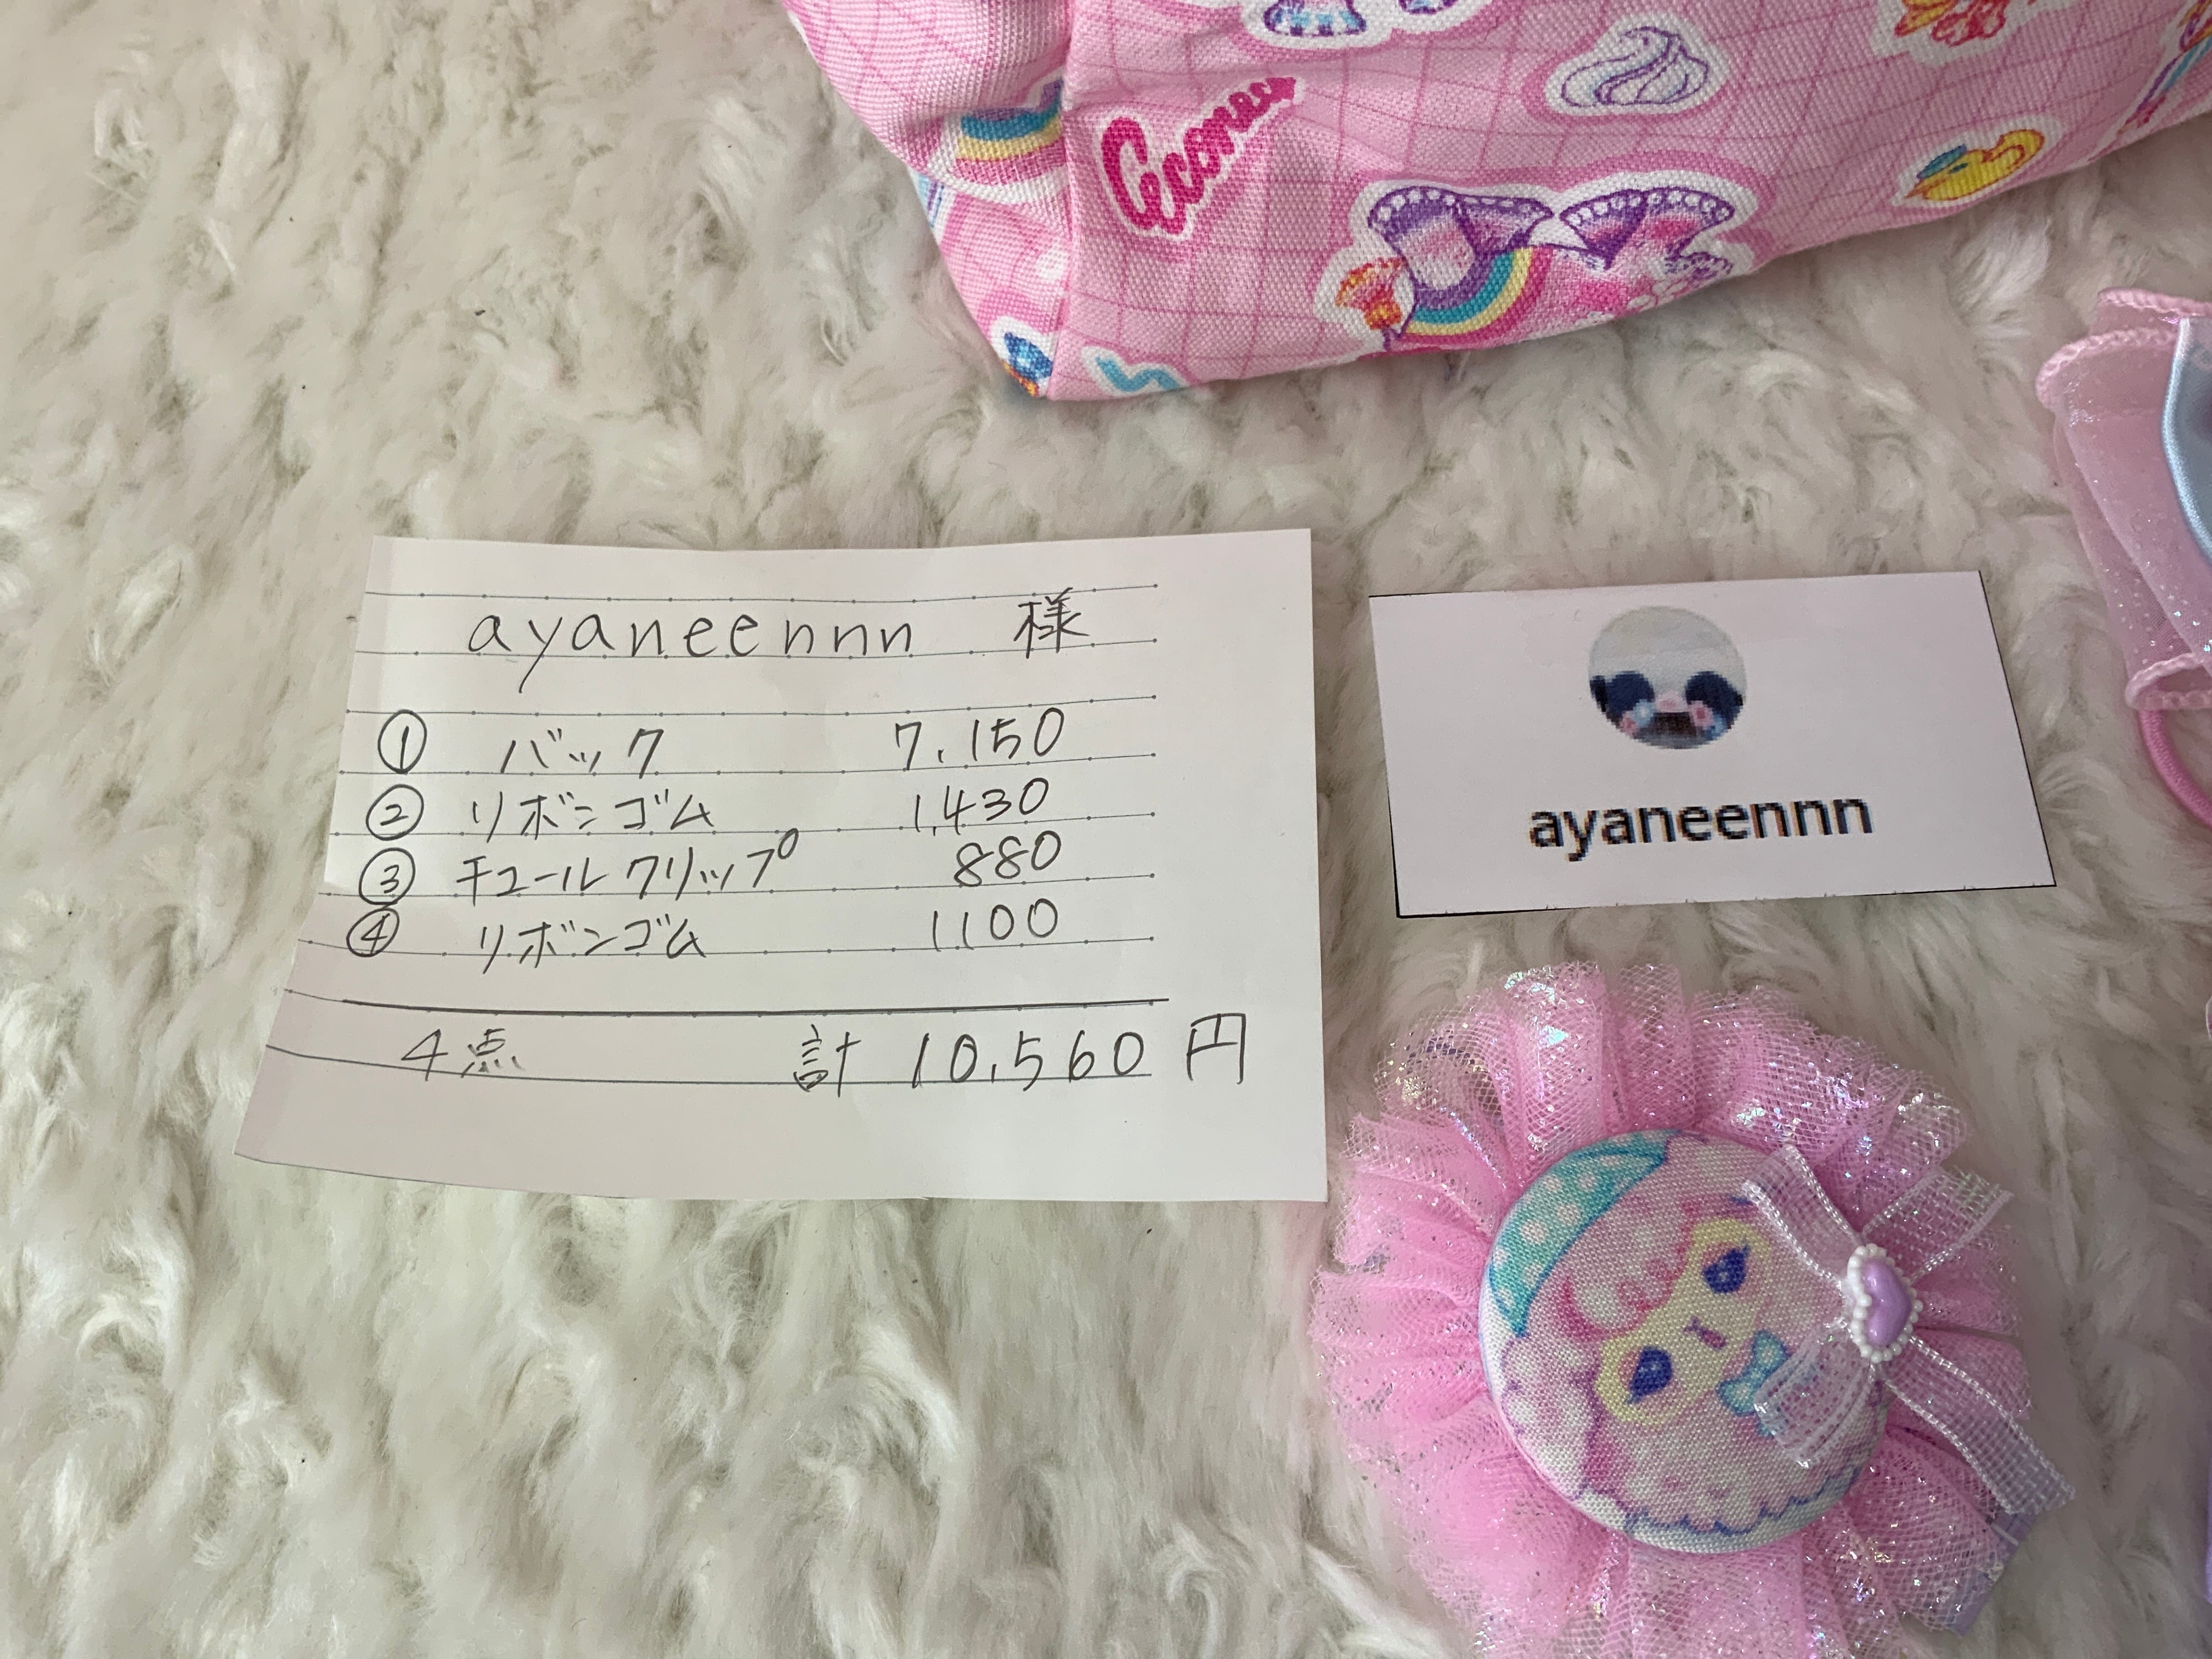 ayaneennn 様
① バック 7,150
② リボンゴム 1,430
③ チュールクリップ 880
④ リボンゴム 1100
4点 計 10,560 円
ayaneennn